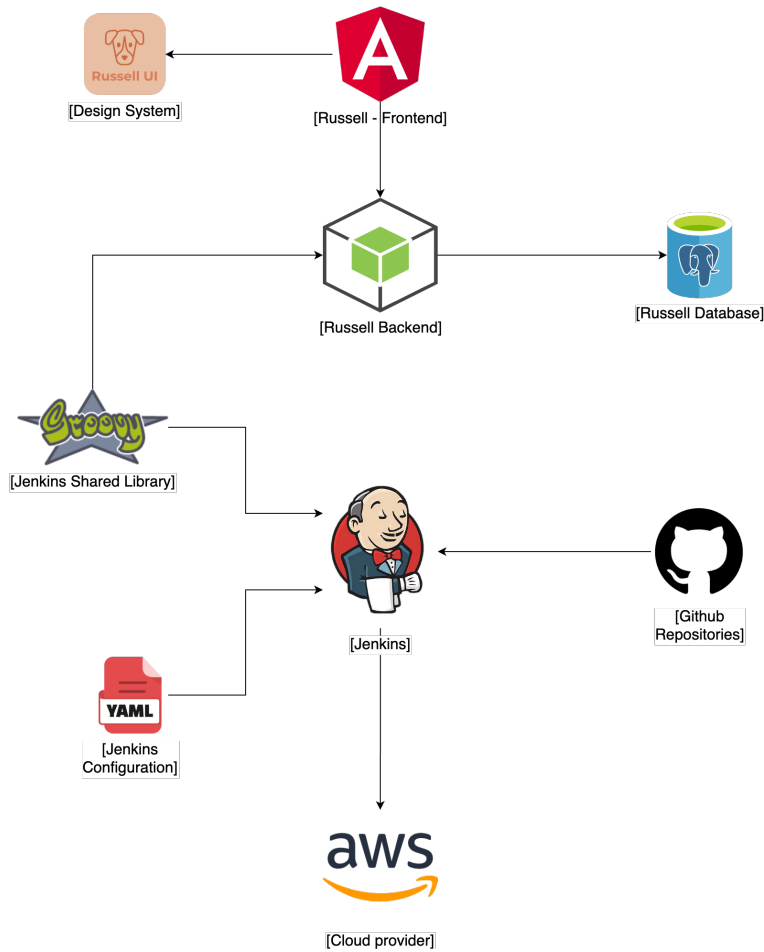 Russell UI
[Design System]
[Russell - Frontend]
[Russell Backend]
[Russell Database]
Groovy
[Jenkins Shared Library]
[Jenkins]
[Github
Repositories]
YAML
[Jenkins
Configuration]
aws
[Cloud provider]